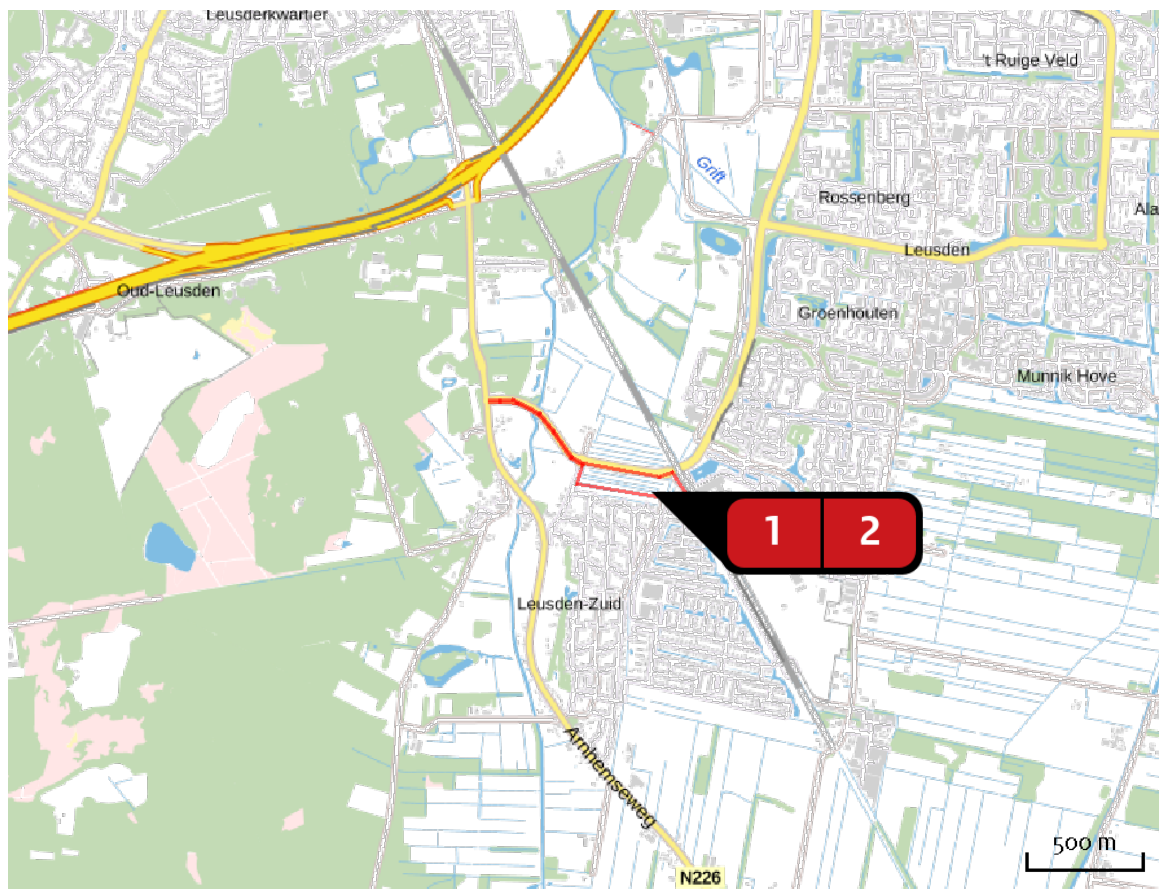 Leusderkwartier
't Ruige Veld
Grift
Rossenberg
Ala
Leusden
Oud-Leusden
Groenhouten
Munnik Hove
1 2
Leusden-Zuid
Arnhemseweg
500 m
N226